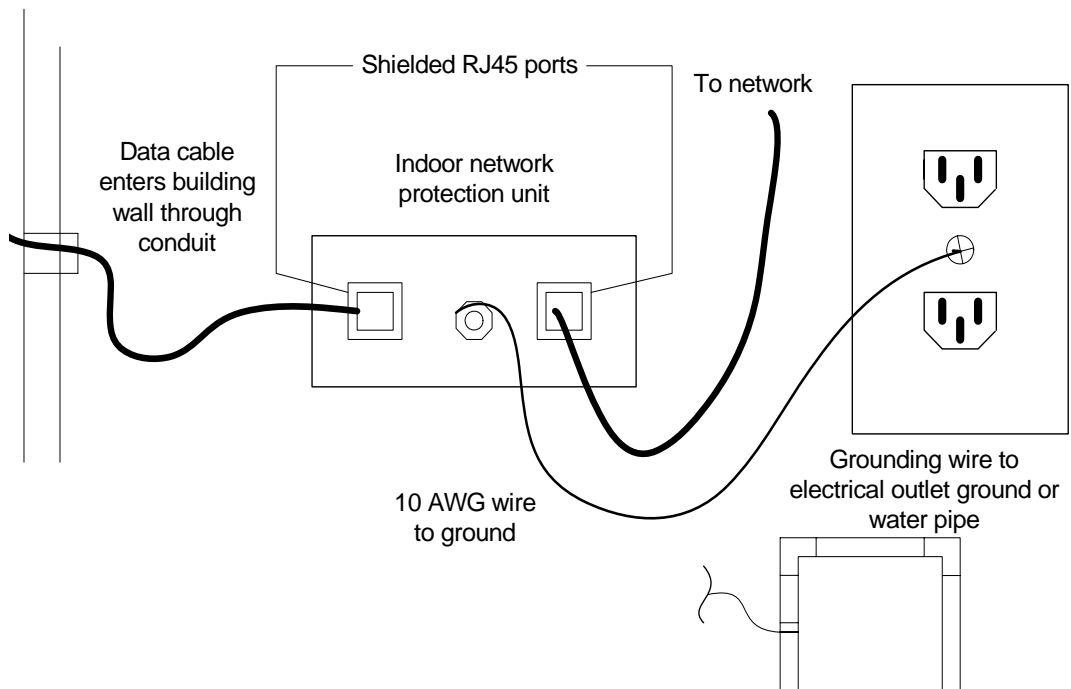 Shielded RJ45 ports
To network
Data cable
enters building
wall through
conduit
Indoor network
protection unit
10 AWG wire
to ground
Grounding wire to
electrical outlet ground or
water pipe